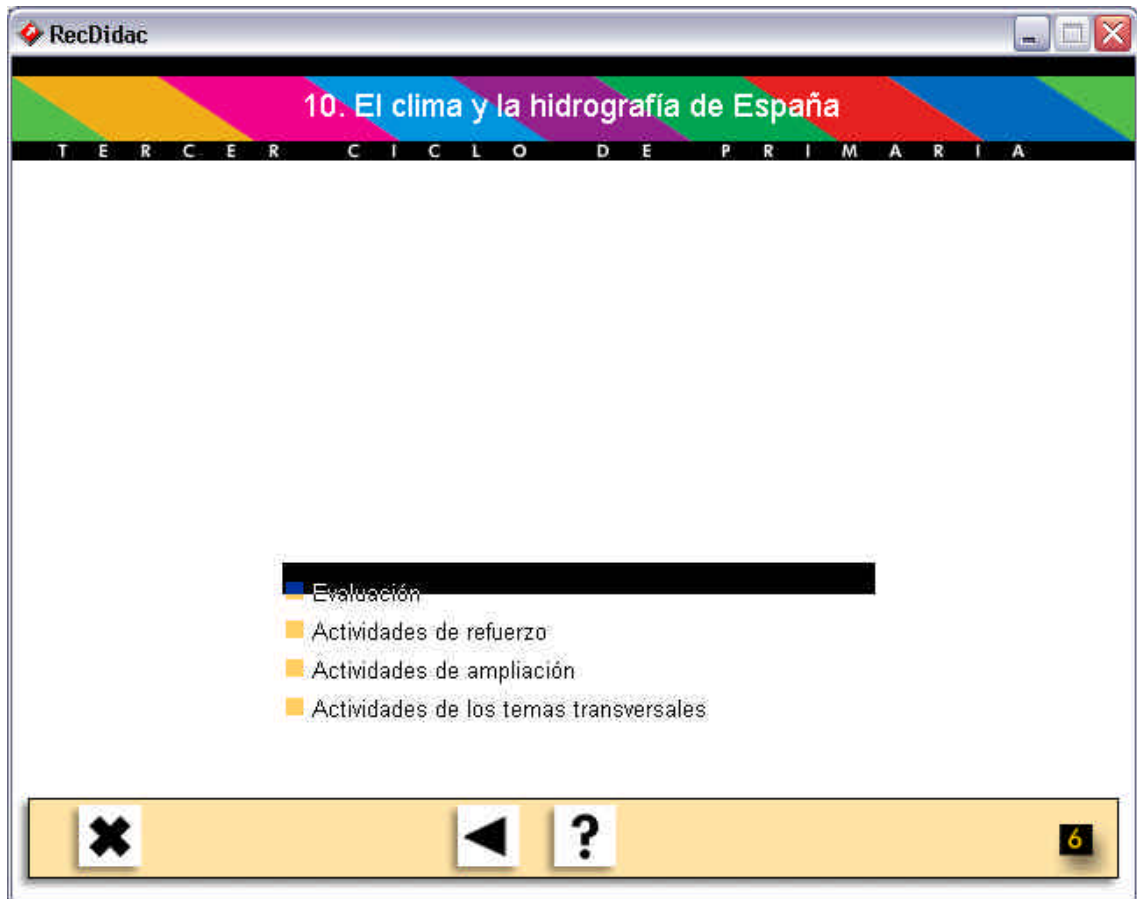 RecDidac
10. El clima y la hidrografía de España
TERCER CICLO DE PRIMARIA
Evaluación
Actividades de refuerzo
Actividades de ampliación
Actividades de los temas transversales
?
6